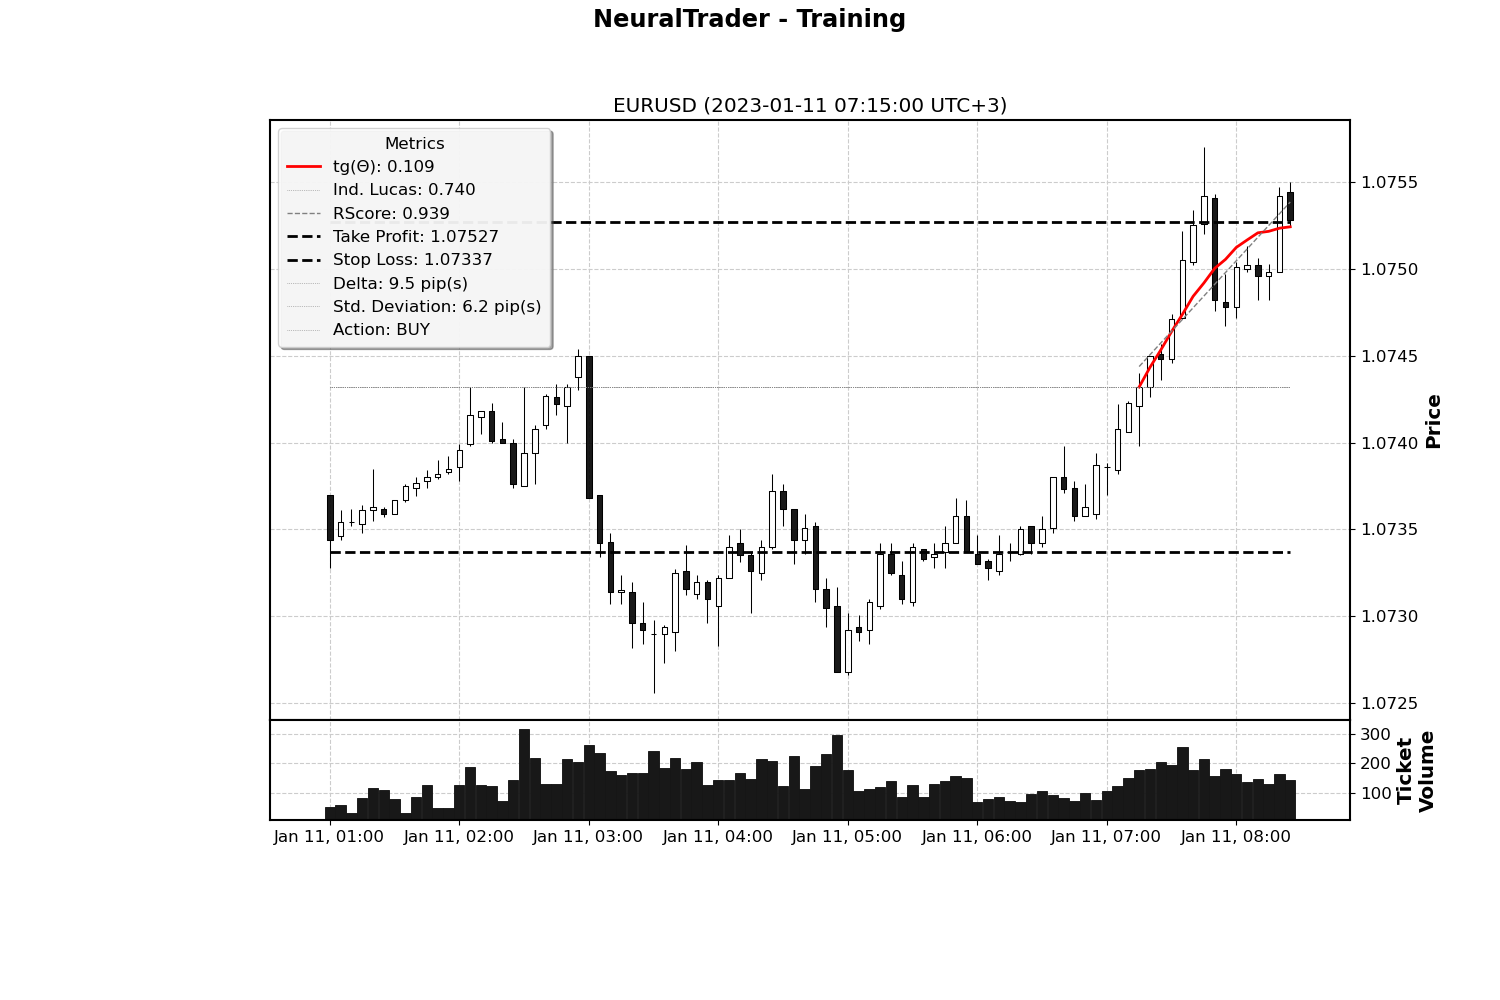 NeuralTrader - Training
EURUSD (2023-01-11 07:15:00 UTC+3)
Metrics
tg(Θ): 0.109
Ind. Lucas: 0.740
RScore: 0.939
Take Profit: 1.07527
Stop Loss: 1.07337
Delta: 9.5 pip(s)
Std. Deviation: 6.2 pip(s)
Action: BUY
1.0755
1.0750
1.0745
1.0740
1.0735
1.0730
1.0725
Price
300
200
100
Ticket
Volume
Jan 11, 01:00
Jan 11, 02:00
Jan 11, 03:00
Jan 11, 04:00
Jan 11, 05:00
Jan 11, 06:00
Jan 11, 07:00
Jan 11, 08:00